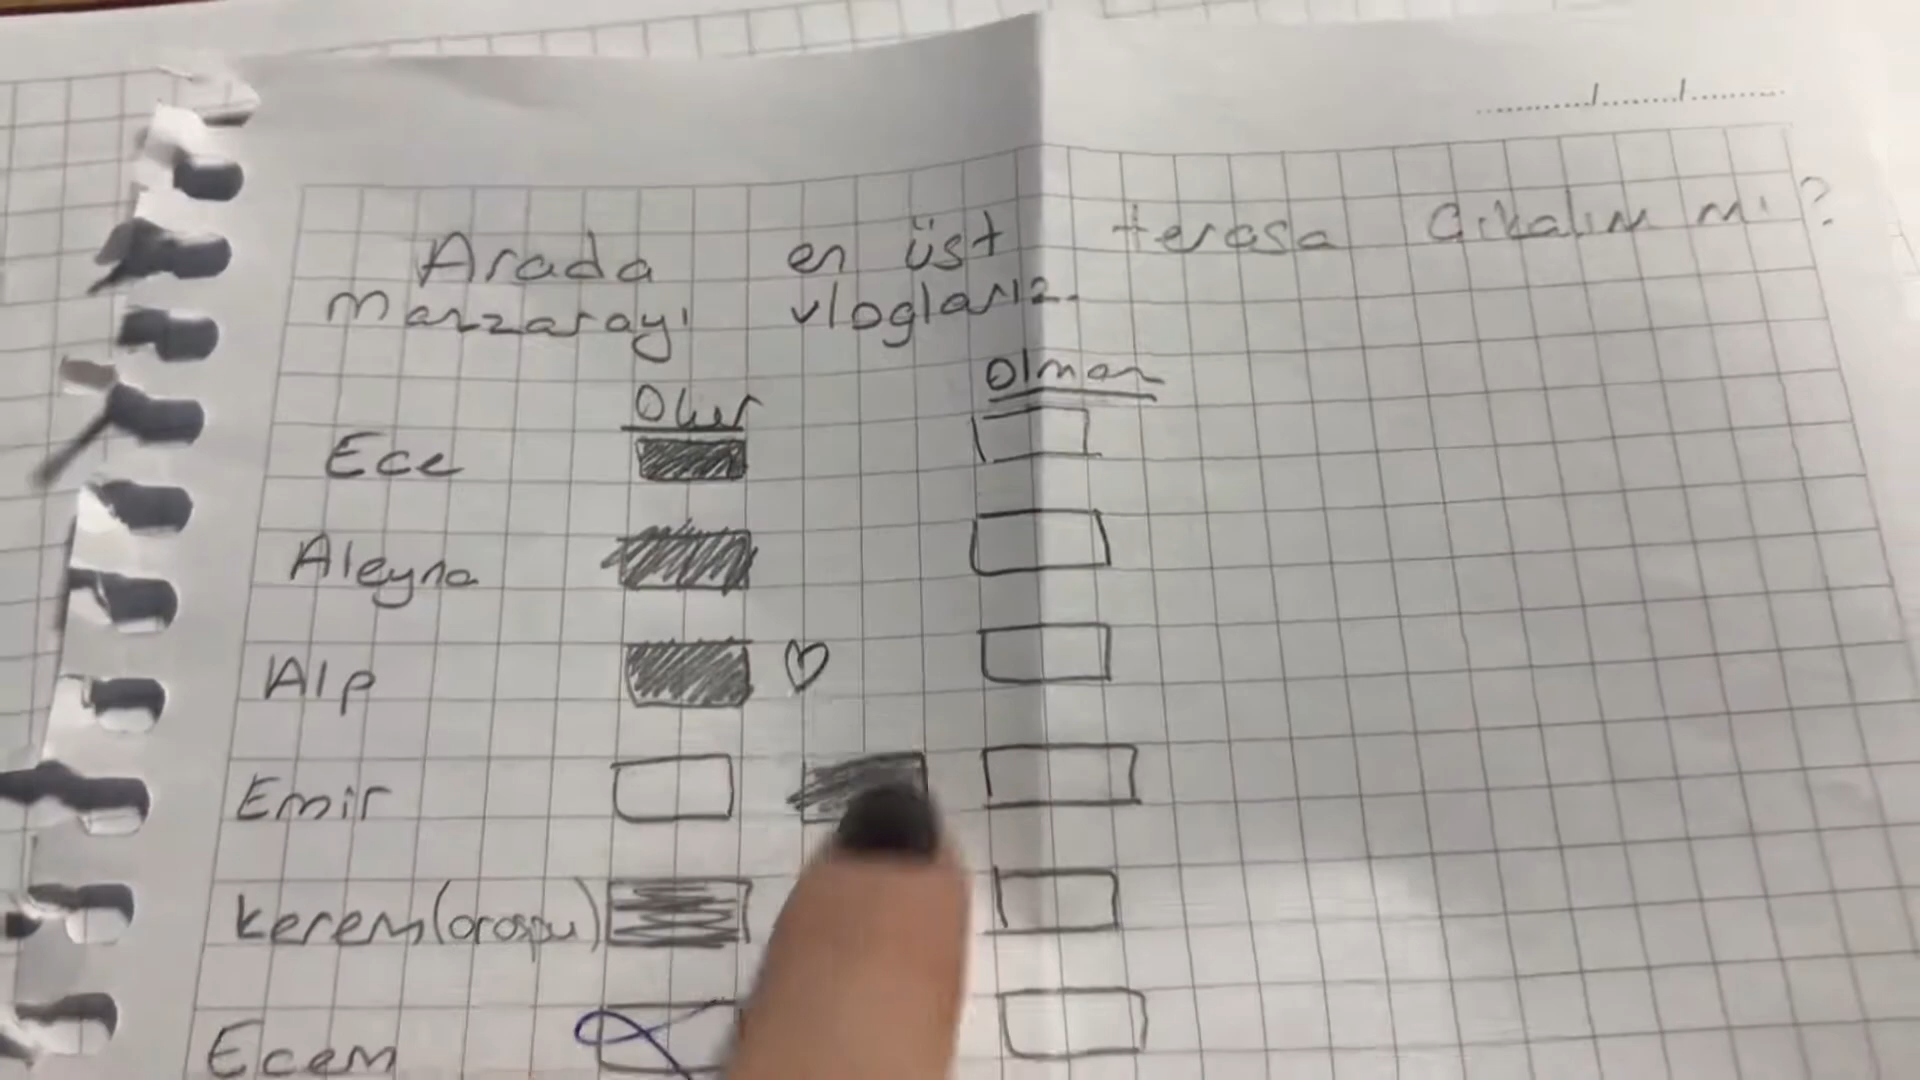 Arada en üst terasa Çıkalım mı?
Manzarayı vloglarız.
Olur Olmaz
Ece
Aleyna
Alp
Emir
Kerem(orospu)
Ecem